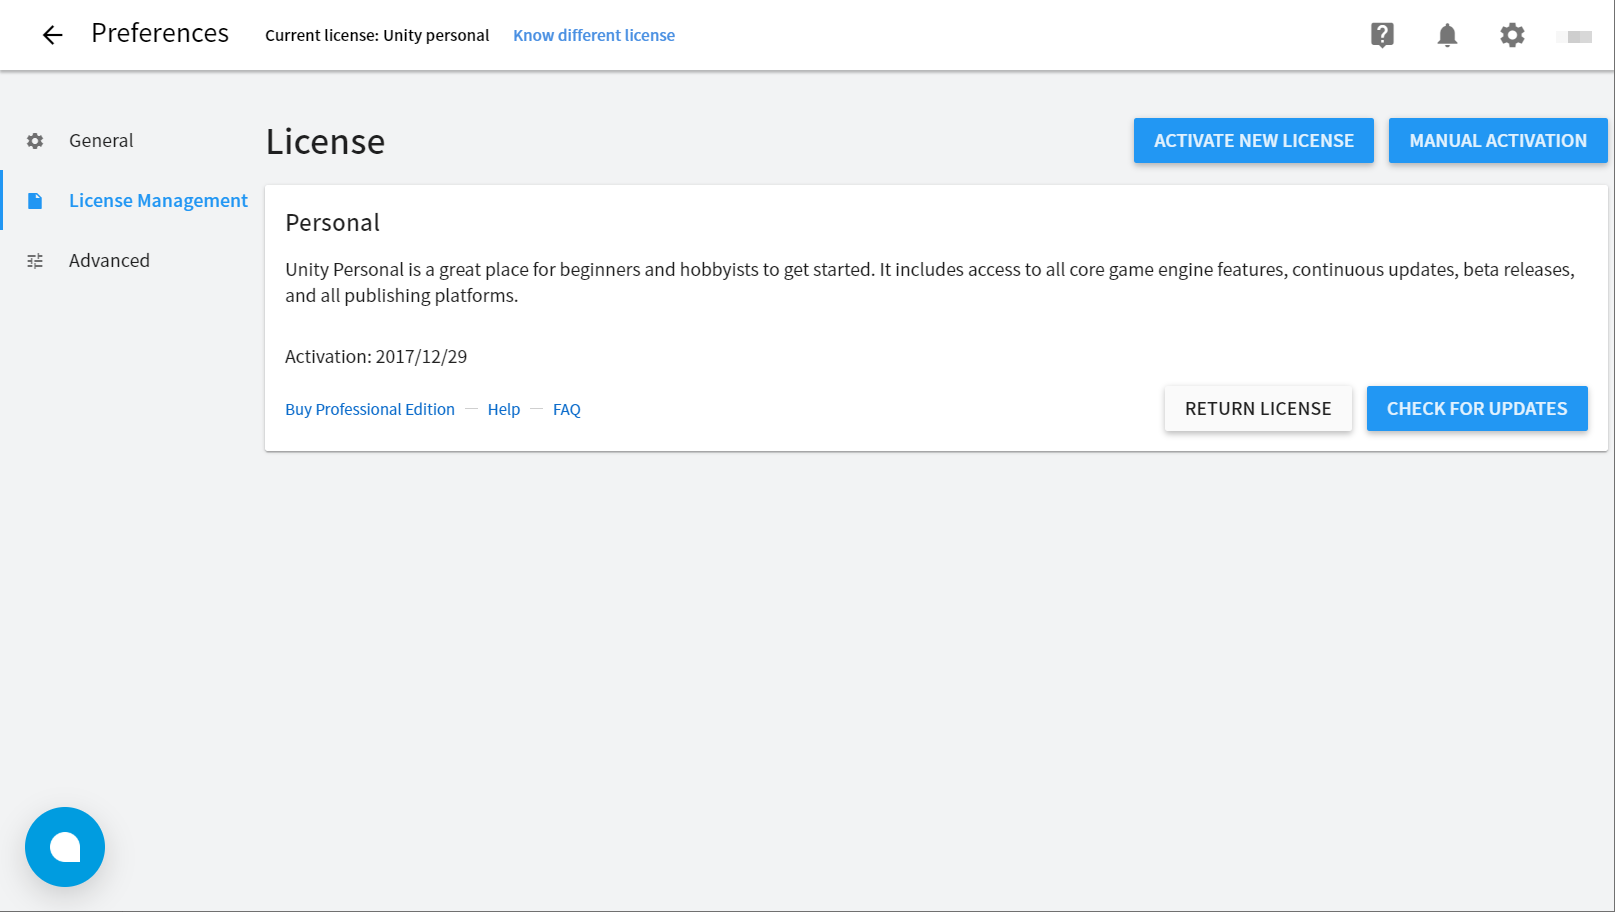 Preferences
Current license: Unity personal
Know different license
General
License Management
Advanced
License
ACTIVATE NEW LICENSE
MANUAL ACTIVATION
Personal
Unity Personal is a great place for beginners and hobbyists to get started. It includes access to all core game engine features, continuous updates, beta releases,
and all publishing platforms.
Activation: 2017/12/29
Buy Professional Edition — Help — FAQ
RETURN LICENSE
CHECK FOR UPDATES